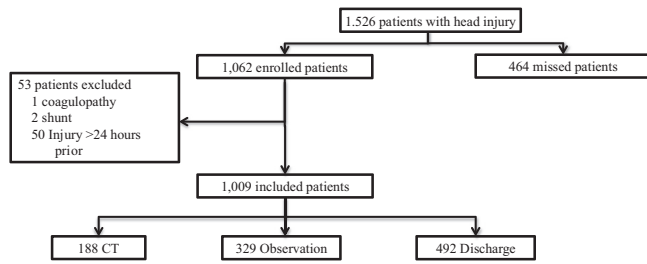 1.526 patients with head injury
1,062 enrolled patients
464 missed patients
53 patients excluded
1 coagulopathy
2 shunt
50 Injury >24 hours
prior
1,009 included patients
188 CT
329 Observation
492 Discharge